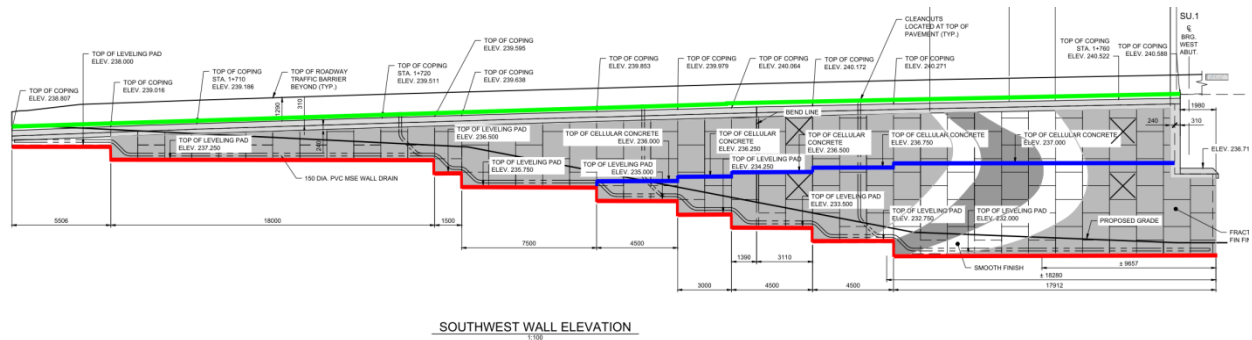 SU.1
BRG.
WEST
ABUT.
CLEANOUTS
LOCATED AT TOP OF
PAVEMENT (TYP.)
TOP OF LEVELING PAD
ELEV. 238.000
TOP OF COPING
ELEV. 238.807
TOP OF COPING
ELEV. 239.016
TOP OF COPING
STA. 1+710
ELEV. 239.186
TOP OF ROADWAY
TRAFFIC BARRIER
BEYOND (TYP.)
1290
310
TOP OF COPING
STA. 1+720
ELEV. 239.511
TOP OF COPING
ELEV. 239.595
TOP OF COPING
ELEV. 239.638
TOP OF COPING
ELEV. 239.853
TOP OF COPING
ELEV. 239.979
TOP OF COPING
ELEV. 240.064
TOP OF COPING
ELEV. 240.172
TOP OF COPING
ELEV. 240.271
TOP OF COPING
STA. 1+760
ELEV. 240.522
TOP OF COPING
ELEV. 240.588
1980
240
310
ELEV. 236.71
BEND LINE
240
TOP OF LEVELING PAD
ELEV. 237.250
TOP OF LEVELING PAD
ELEV. 236.500
TOP OF LEVELING PAD
ELEV. 235.750
TOP OF LEVELING PAD
ELEV. 235.000
TOP OF LEVELING PAD
ELEV. 234.250
TOP OF LEVELING PAD
ELEV. 233.500
TOP OF LEVELING PAD
ELEV. 232.750
TOP OF LEVELING PAD
ELEV. 232.000
TOP OF CELLULAR CONCRETE
ELEV. 236.000
TOP OF CELLULAR
CONCRETE
ELEV. 236.250
TOP OF CELLULAR
CONCRETE
ELEV. 236.500
TOP OF CELLULAR CONCRETE
ELEV. 236.750
TOP OF CELLULAR CONCRETE
ELEV. 237.000
150 DIA. PVC MSE WALL DRAIN
PROPOSED GRADE
FRACT
FIN FIN
SMOOTH FINISH
5506
18000
1500
7500
4500
3000
1390
3110
4500
4500
± 9657
± 18280
17912
SOUTHWEST WALL ELEVATION
1:100